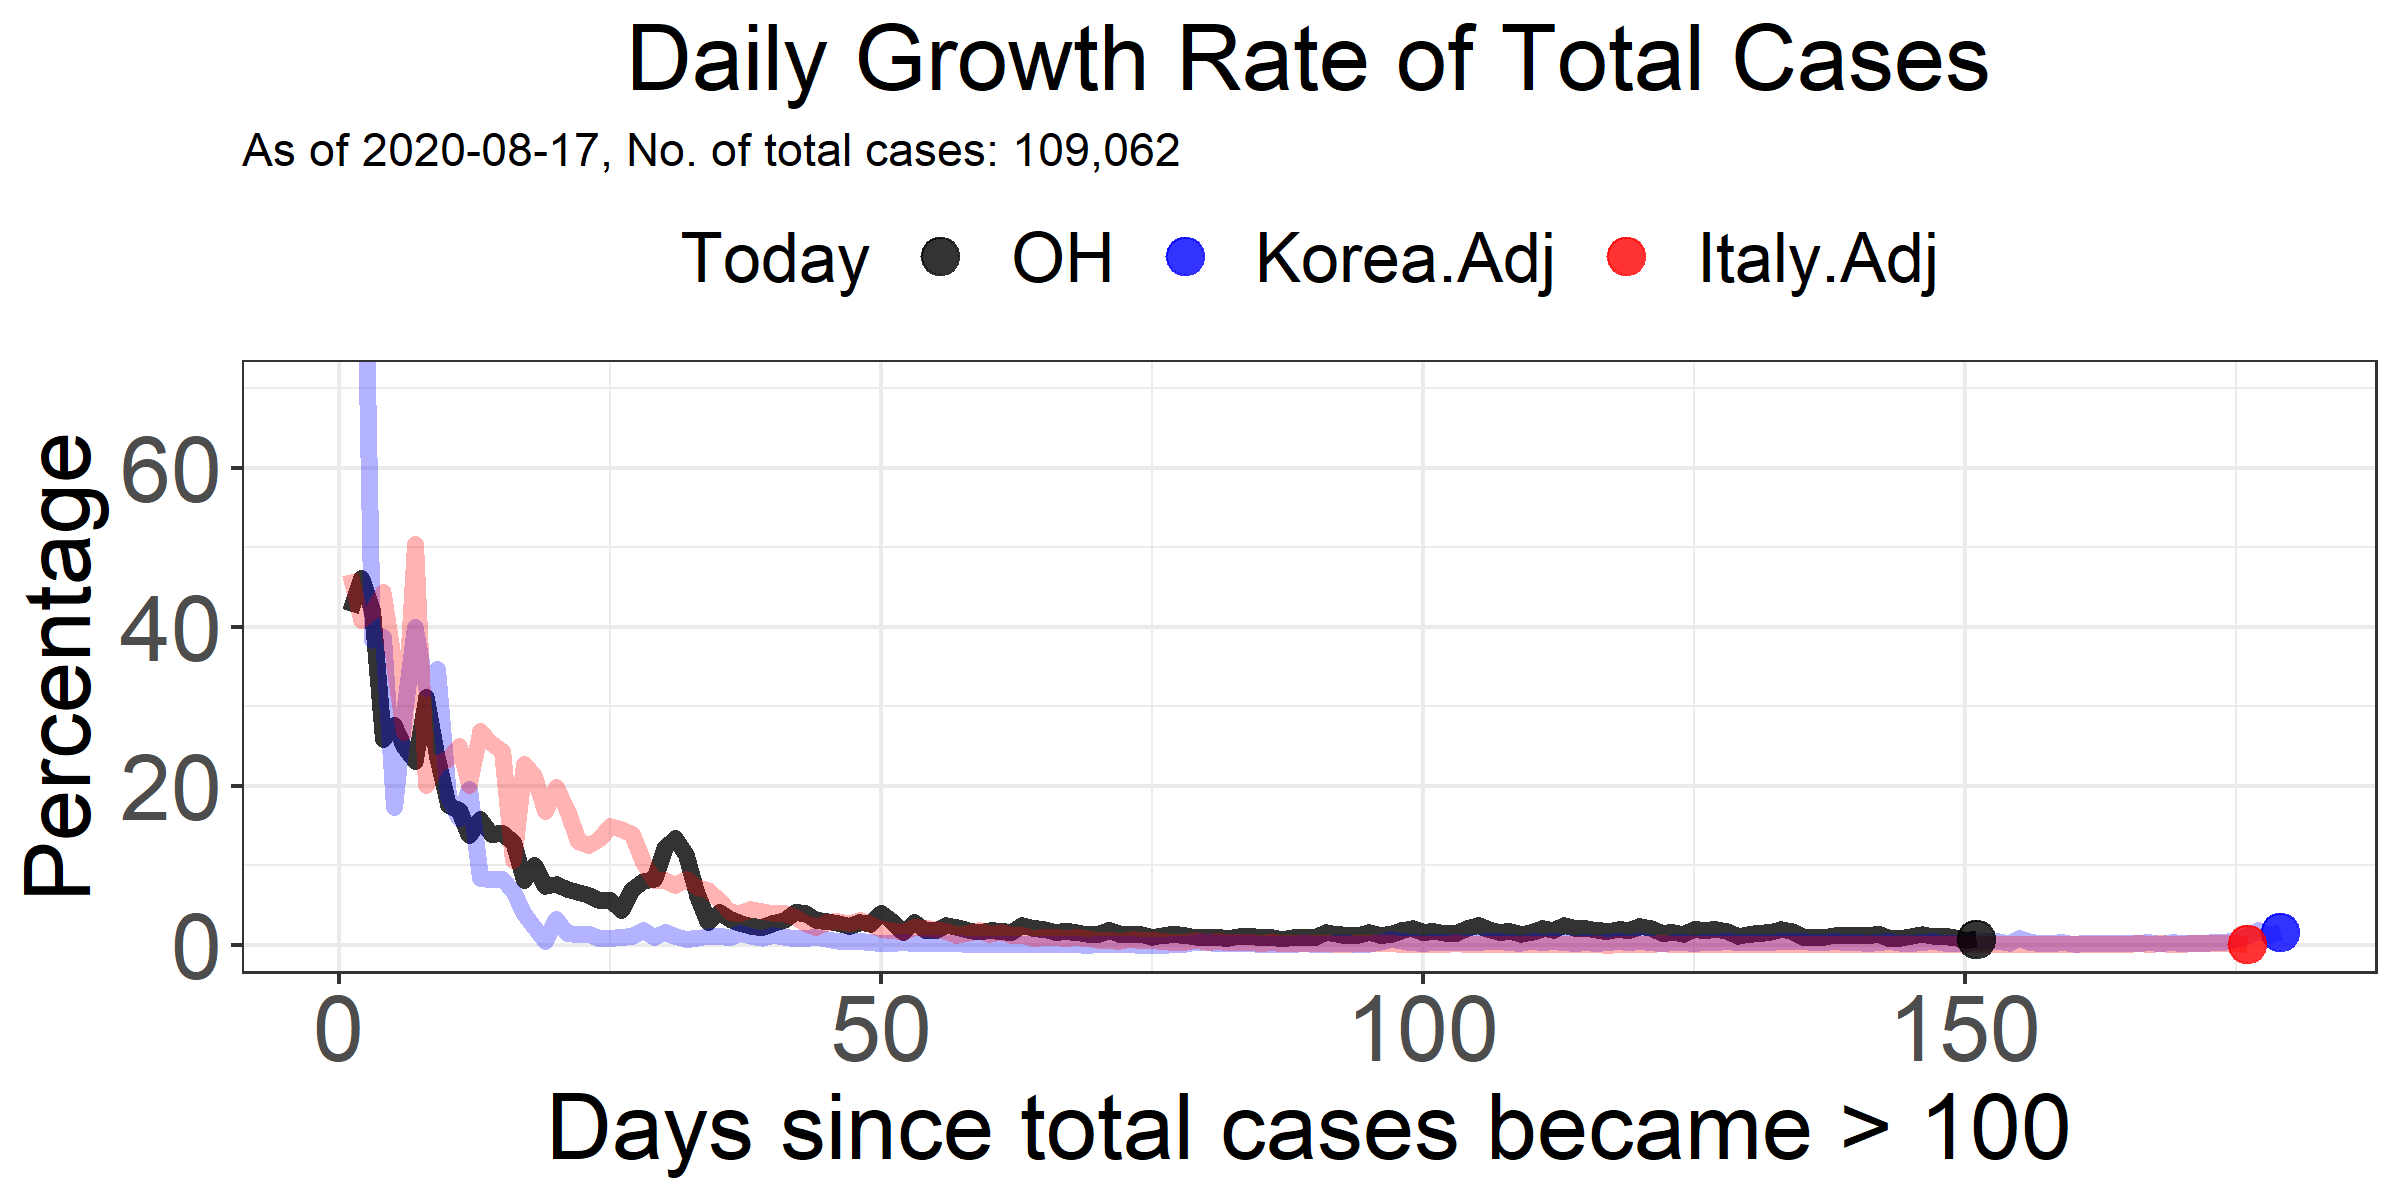 Daily Growth Rate of Total Cases
As of 2020-08-17, No. of total cases: 109,062
Today OH Korea.Adj Italy.Adj
Percentage
60
40
20
0
0 50 100 150
Days since total cases became > 100